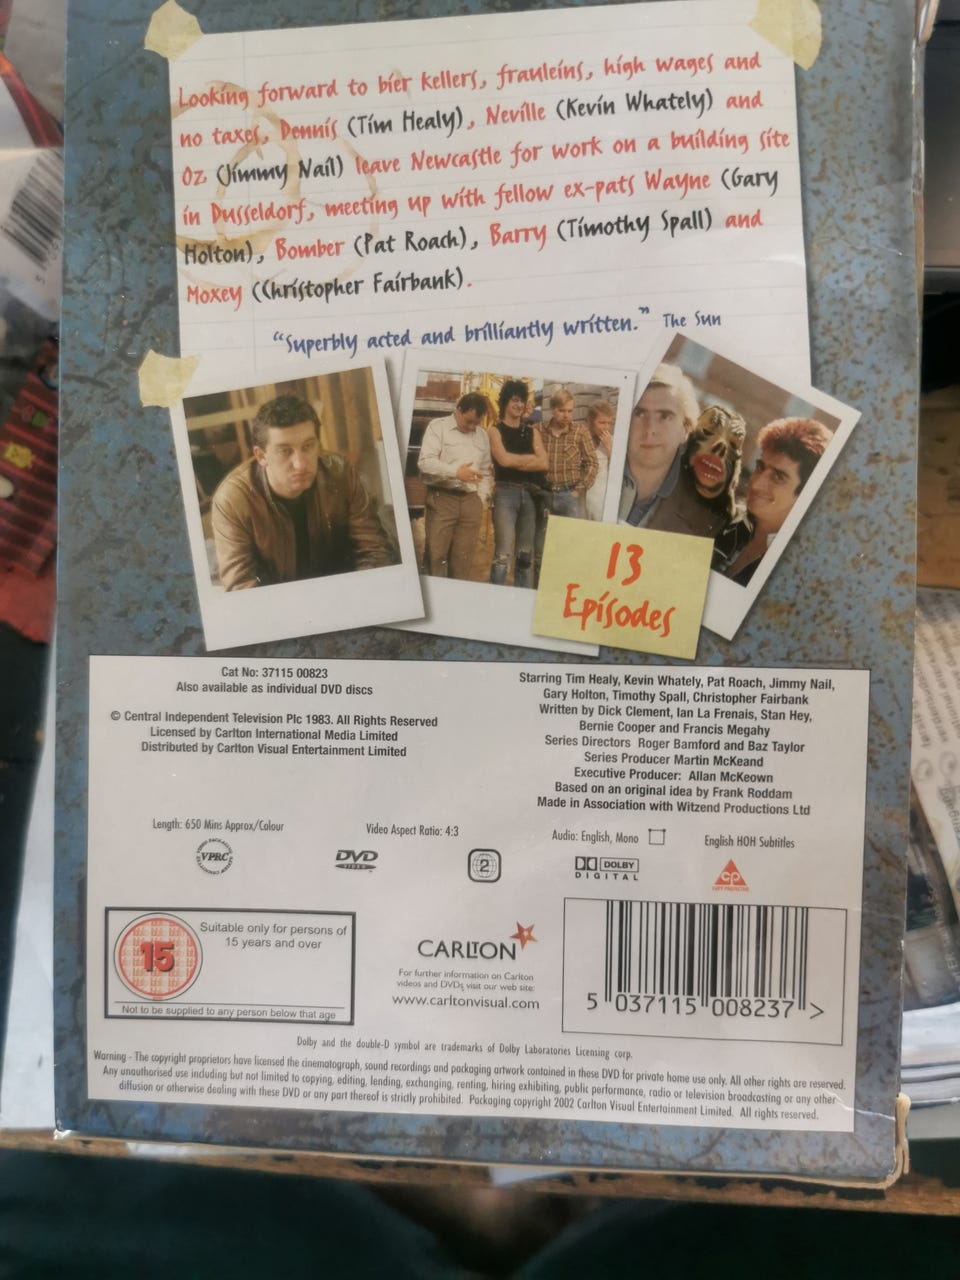 Looking forward to bier kellers, frauleins, high wages and
no taxes, Dennis (Tim Healy), Neville (Kevin Whately) and
Oz (Jimmy Nail) leave Newcastle for work on a building site
in Dusseldorf, meeting up with fellow ex-pats Wayne (Gary
Holton), Bomber (Pat Roach), Barry (Timothy Spall) and
Moxey (Christopher Fairbank).
“Superbly acted and brilliantly written.” The Sun
13
Episodes
Cat No: 37115 00823
Also available as individual DVD discs
© Central Independent Television Plc 1983. All Rights Reserved
Licensed by Carlton International Media Limited
Distributed by Carlton Visual Entertainment Limited
Starring Tim Healy, Kevin Whately, Pat Roach, Jimmy Nail,
Gary Holton, Timothy Spall, Christopher Fairbank
Written by Dick Clement, Ian La Frenais, Stan Hey,
Bernie Cooper and Francis Megahy
Series Directors Roger Bamford and Baz Taylor
Series Producer Martin McKeand
Executive Producer: Allan McKeown
Based on an original idea by Frank Roddam
Made in Association with Witzend Productions Ltd
Length: 650 Mins Approx/Colour
Video Aspect Ratio: 4:3
Audio: English, Mono
English HOH Subtitles
VPRC
DVD
VIDEO
2
DOLBY
DIGITAL
CP
COPY PROTECTED
15
Suitable only for persons of
15 years and over
Not to be supplied to any person below that age
CARLTON
For further information on Carlton
videos and DVDs, visit our web site:
www.carltonvisual.com
5 037115 008237 >
Dolby and the double-D symbol are trademarks of Dolby Laboratories Licensing corp.
Warning - The copyright proprietors have licensed the cinematograph, sound recordings and packaging artwork contained in these DVD for private home use only. All other rights are reserved.
Any unauthorised use including but not limited to copying, editing, lending, exchanging, renting, hiring exhibiting, public performance, radio or television broadcasting or any other
diffusion or otherwise dealing with these DVD or any part thereof is strictly prohibited. Packaging copyright 2002 Carlton Visual Entertainment Limited. All rights reserved.